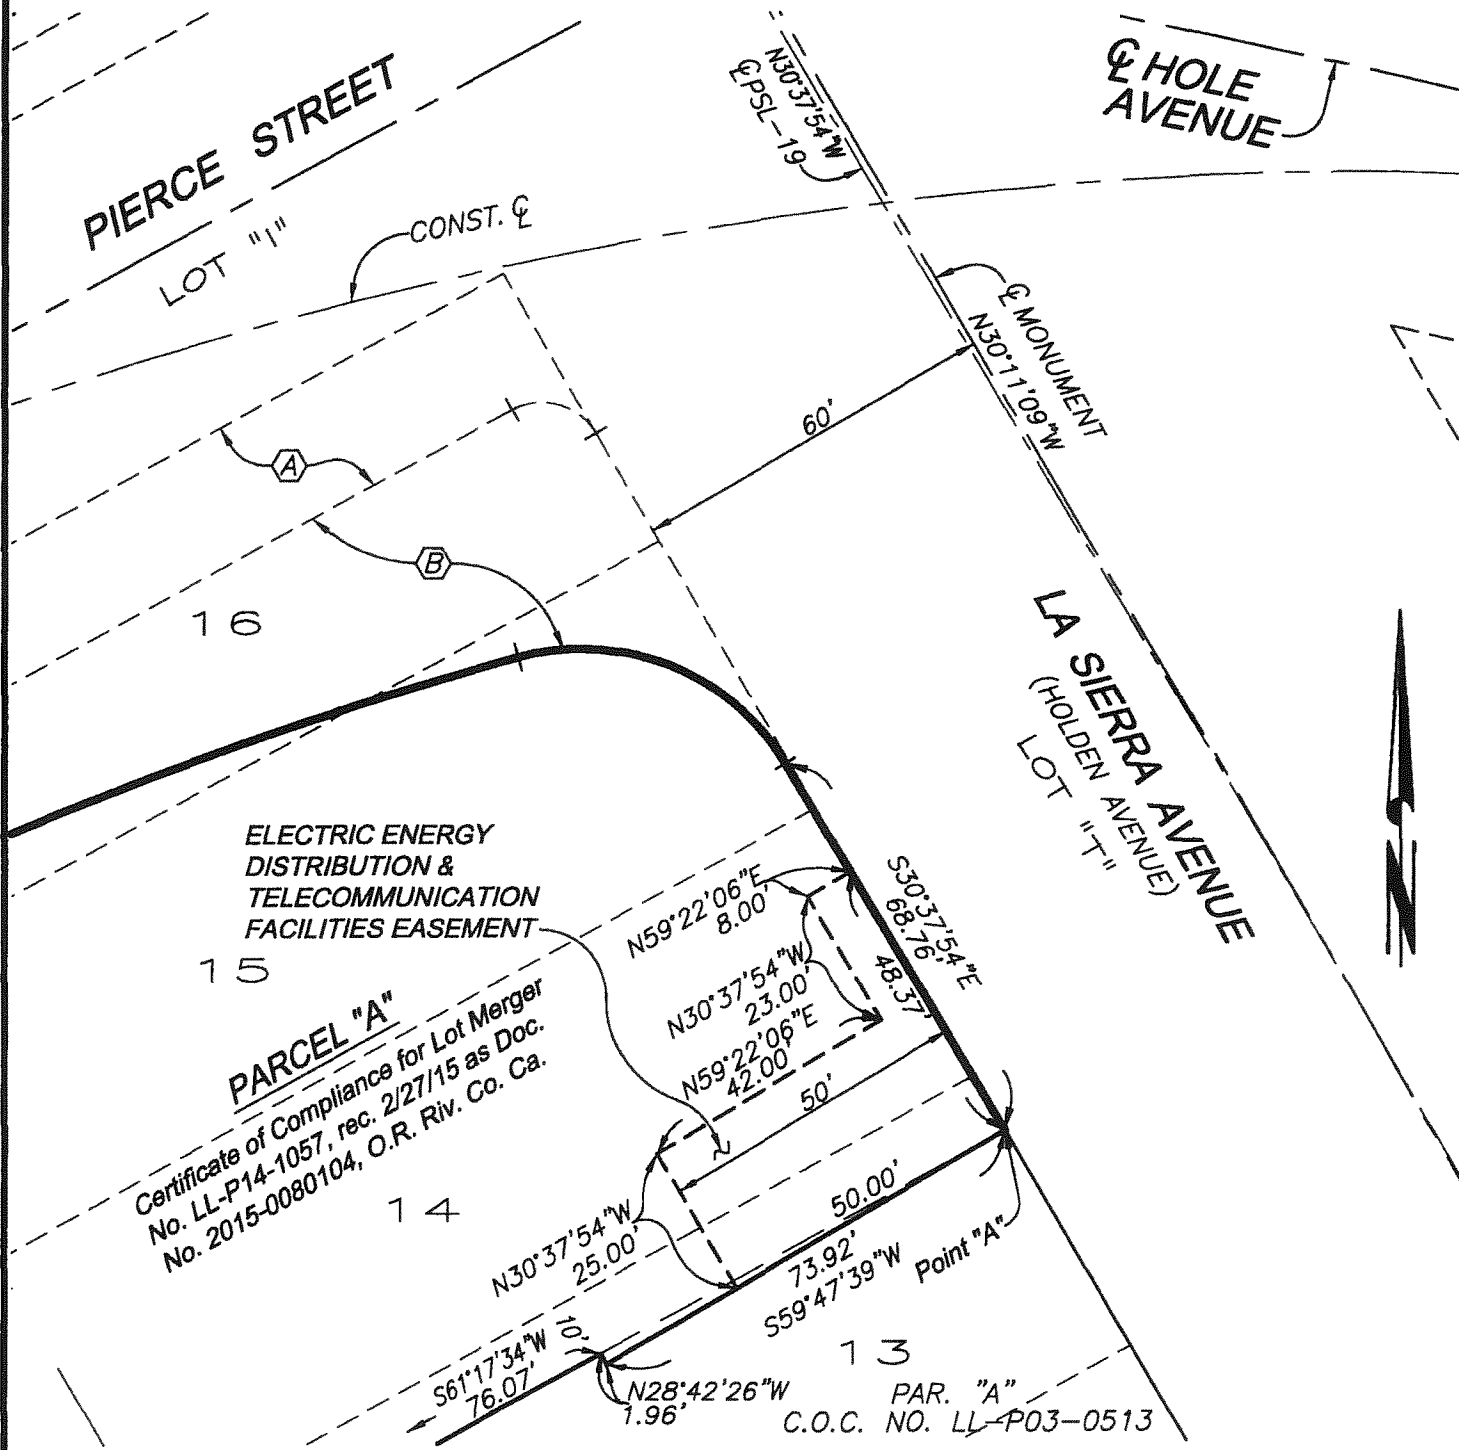 PIERCE STREET
LOT "1"
CONST. ℄
℄ PSL-19
N30°37'54"W
℄ HOLE
AVENUE
℄ MONUMENT
N30°11'09"W
60'
A
B
16
LA SIERRA AVENUE
(HOLDEN AVENUE)
LOT "T"
ELECTRIC ENERGY
DISTRIBUTION &
TELECOMMUNICATION
FACILITIES EASEMENT
15
N59°22'06"E
8.00'
S30°37'54"E
68.76'
48.37'
N30°37'54"W
23.00'
N59°22'06"E
42.00'
50'
PARCEL "A"
Certificate of Compliance for Lot Merger
No. LL-P14-1057, rec. 2/27/15 as Doc.
No. 2015-0080104, O.R. Riv. Co. Ca.
14
N30°37'54"W
25.00'
50.00'
73.92'
S59°47'39"W
Point "A"
10'
S61°17'34"W
76.07'
N28°42'26"W
1.96'
13
PAR. "A"
C.O.C. NO. LL-P03-0513
N